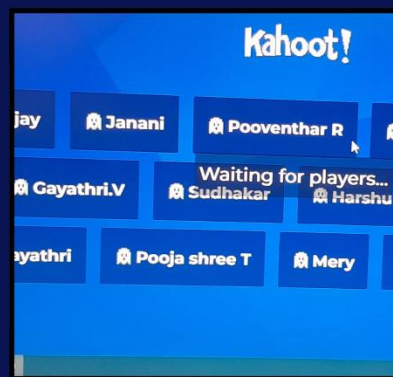 Kahoot!
jay Janani Pooventhar R
Waiting for players...
Gayathri.V Sudhakar Harshu
ayathri Pooja shree T Mery